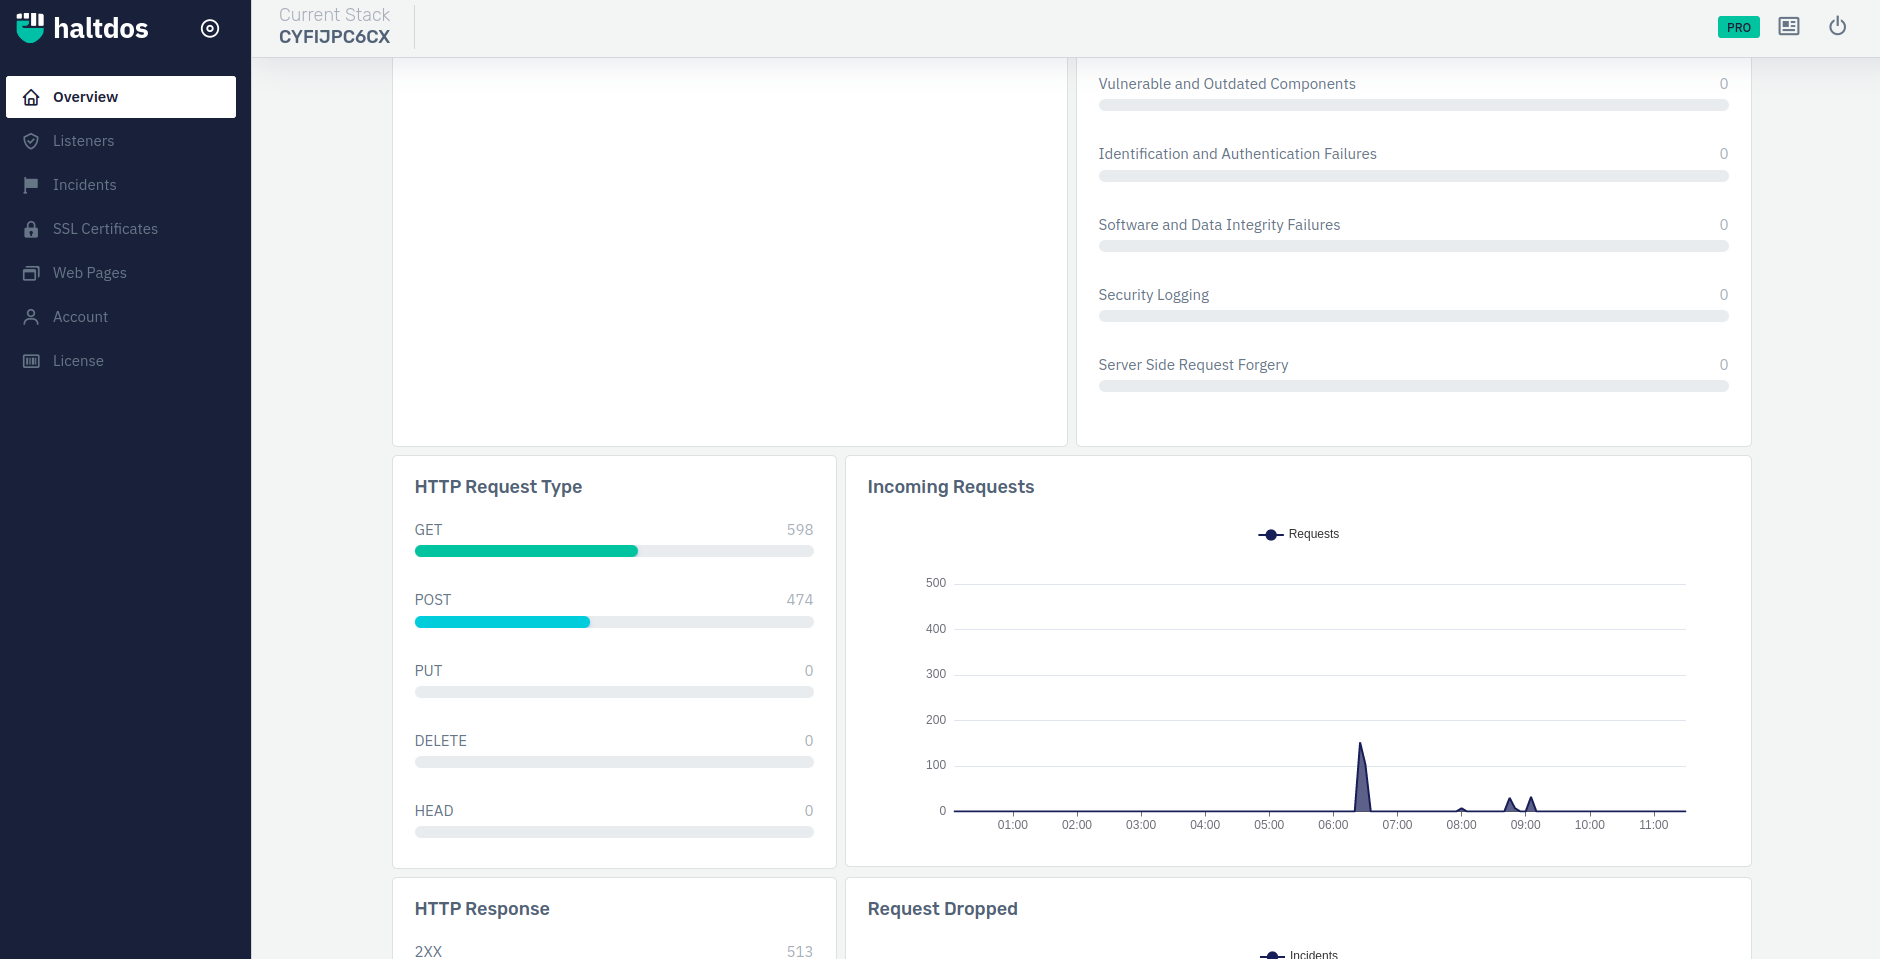 haltdos
Current Stack
CYFIJPC6CX
PRO
Overview
Listeners
Incidents
SSL Certificates
Web Pages
Account
License
Vulnerable and Outdated Components 0
Identification and Authentication Failures 0
Software and Data Integrity Failures 0
Security Logging 0
Server Side Request Forgery 0
HTTP Request Type
GET 598
POST 474
PUT 0
DELETE 0
HEAD 0
Incoming Requests
Requests
500
400
300
200
100
0
01:00 02:00 03:00 04:00 05:00 06:00 07:00 08:00 09:00 10:00 11:00
HTTP Response
2XX 513
Request Dropped
Incidents